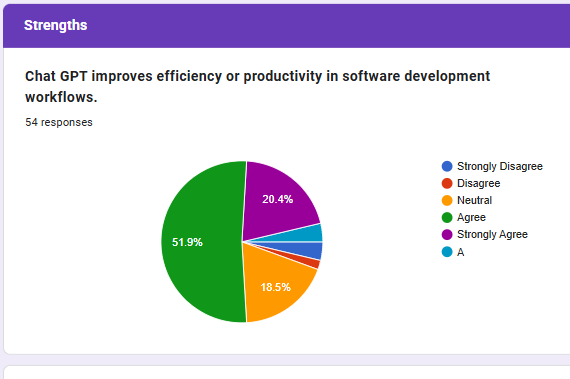 Strengths
Chat GPT improves efficiency or productivity in software development
workflows.
54 responses
51.9%
20.4%
18.5%
Strongly Disagree
Disagree
Neutral
Agree
Strongly Agree
A